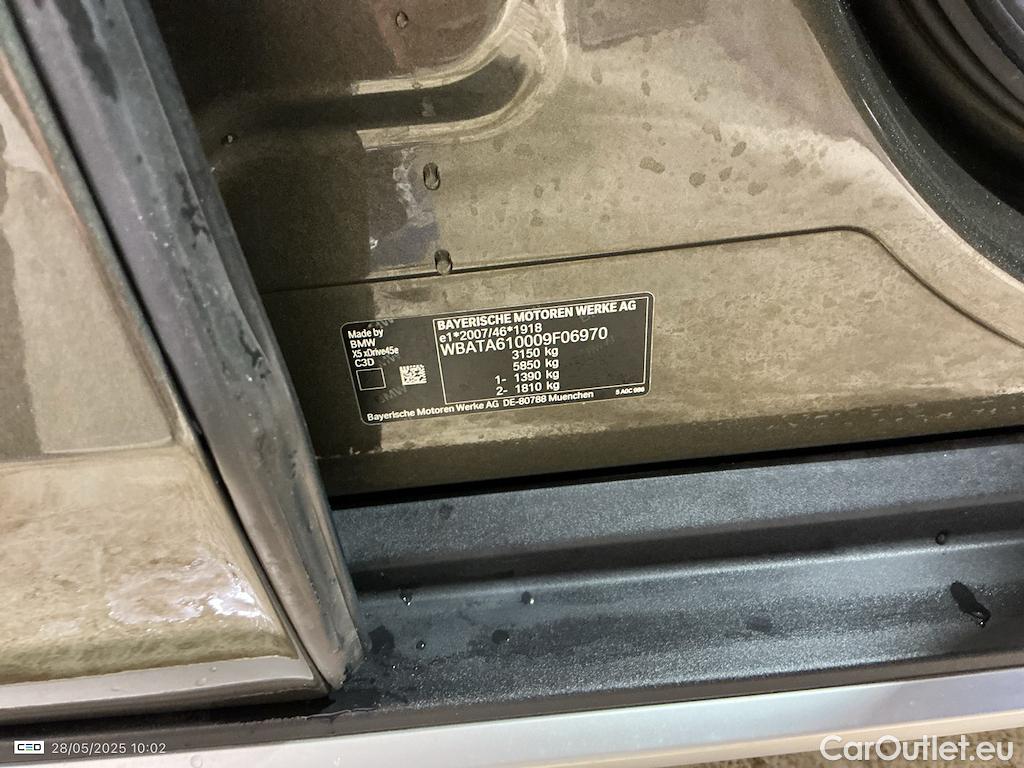 Made by
BMW
X5 xDrive45e
C3D
BAYERISCHE MOTOREN WERKE AG
e1*2007/46*1918
WBATA610009F06970
3150 kg
5850 kg
1- 1390 kg
2- 1810 kg
Bayerische Motoren Werke AG DE-80788 Muenchen
28/05/2025 10:02
CarOutlet.eu